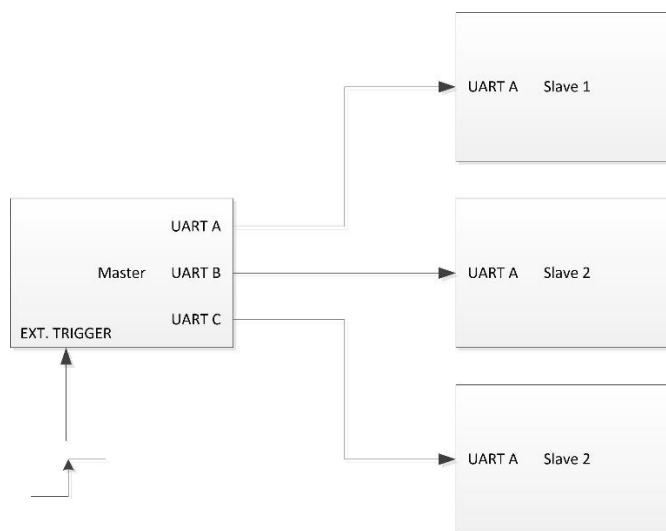 UART A Slave 1
UART A
Master UART B
UART A Slave 2
UART C
EXT. TRIGGER
UART A Slave 2